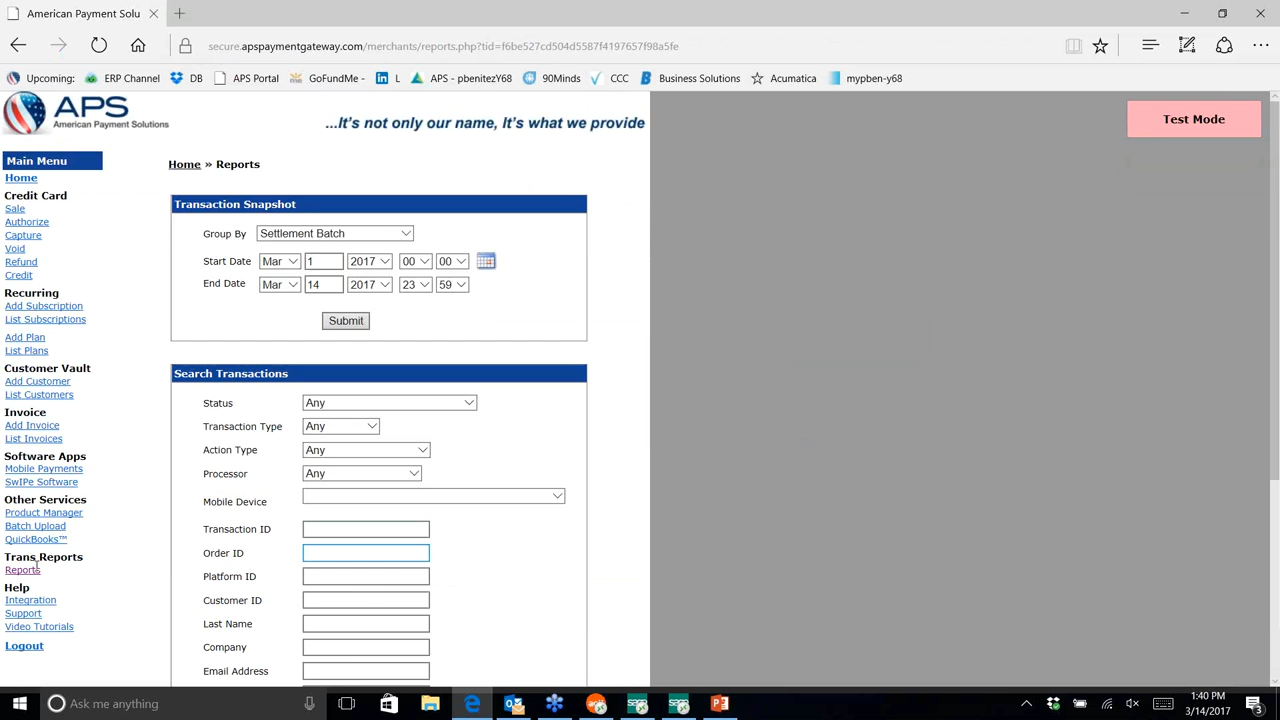 American Payment Solu
secure.apspaymentgateway.com/merchants/reports.php?tid=f6be527cd504d5587f4197657f98a5fe
Upcoming: ERP Channel DB APS Portal GoFundMe - L APS - pbenitezY68 90Minds CCC Business Solutions Acumatica mypben-y68
APS
American Payment Solutions
...It's not only our name, It's what we provide
Test Mode
Main Menu
Home
Credit Card
Sale
Authorize
Capture
Void
Refund
Credit
Recurring
Add Subscription
List Subscriptions
Add Plan
List Plans
Customer Vault
Add Customer
List Customers
Invoice
Add Invoice
List Invoices
Software Apps
Mobile Payments
SwIPe Software
Other Services
Product Manager
Batch Upload
QuickBooks™
Trans Reports
Reports
Help
Integration
Support
Video Tutorials
Logout
Home » Reports
Transaction Snapshot
Group By Settlement Batch
Start Date Mar 1 2017 00 00
End Date Mar 14 2017 23 59
Submit
Search Transactions
Status Any
Transaction Type Any
Action Type Any
Processor Any
Mobile Device
Transaction ID
Order ID
Platform ID
Customer ID
Last Name
Company
Email Address
Ask me anything
1:40 PM
3/14/2017
3